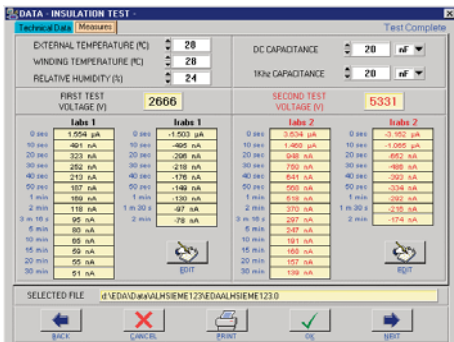 DATA - INSULATION TEST -
Technical Data Measures Test Complete
EXTERNAL TEMPERATURE (ºC) 28
WINDING TEMPERATURE (ºC) 28
RELATIVE HUMIDITY (%) 24
DC CAPACITANCE 20 nF
1Khz CAPACITANCE 20 nF
FIRST TEST VOLTAGE (V) 2666
SECOND TEST VOLTAGE (V) 5331
Iabs 1 Irabs 1 Iabs 2 Irabs 2
0 sec 1.554 µA 0 sec -1.503 µA 0 sec 3.634 µA 0 sec -3.162 µA
10 sec 491 nA 10 sec -495 nA 10 sec 1.468 µA 10 sec -1.065 µA
20 sec 323 nA 20 sec -296 nA 20 sec 948 nA 20 sec -652 nA
30 sec 252 nA 30 sec -218 nA 30 sec 760 nA 30 sec -486 nA
40 sec 213 nA 40 sec -176 nA 40 sec 641 nA 40 sec -393 nA
50 sec 187 nA 50 sec -149 nA 50 sec 568 nA 50 sec -334 nA
1 min 169 nA 1 min -130 nA 1 min 518 nA 1 min -292 nA
2 min 118 nA 1 m 30 s -97 nA 2 min 370 nA 1 m 30 s -216 nA
3 m 16 s 95 nA 2 min -78 nA 3 m 16 s 297 nA 2 min -174 nA
5 min 80 nA 5 min 247 nA
10 min 65 nA 10 min 191 nA
15 min 59 nA 15 min 168 nA
20 min 55 nA 20 min 157 nA
30 min 51 nA 30 min 139 nA
EDIT EDIT
SELECTED FILE d:\EDA\Data\ALHSIEME123\EDAALHSIEME123.0
BACK CANCEL PRINT OK NEXT